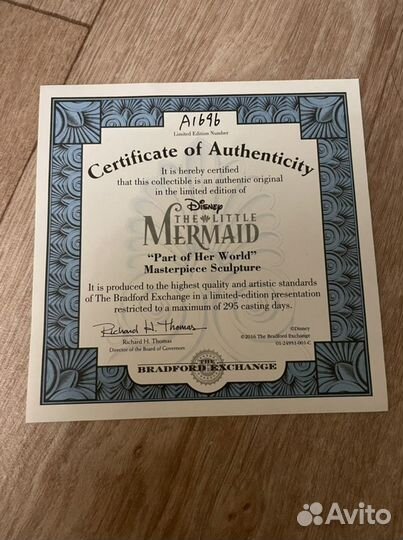 A1696
Limited Edition Number
Certificate of Authenticity
It is hereby certified
that this collectible is an authentic original
in the limited edition of
Disney
THE LITTLE
MERMAID
“Part of Her World”
Masterpiece Sculpture
It is produced to the highest quality and artistic standards
of The Bradford Exchange in a limited-edition presentation
restricted to a maximum of 295 casting days.
Richard H. Thomas
Richard H. Thomas
Director of the Board of Governors
©Disney
©2016 The Bradford Exchange
01-24951-001-C
THE
BRADFORD EXCHANGE
Avito